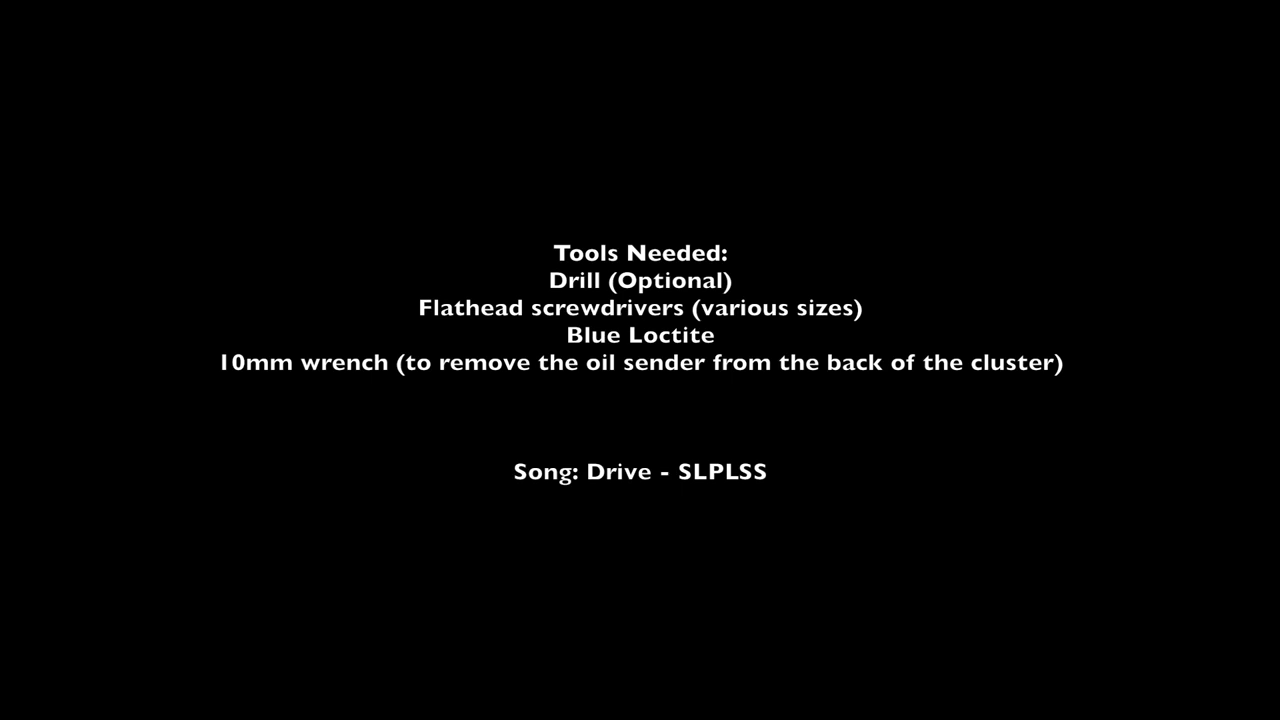 Tools Needed:
Drill (Optional)
Flathead screwdrivers (various sizes)
Blue Loctite
10mm wrench (to remove the oil sender from the back of the cluster)
Song: Drive - SLPLSS